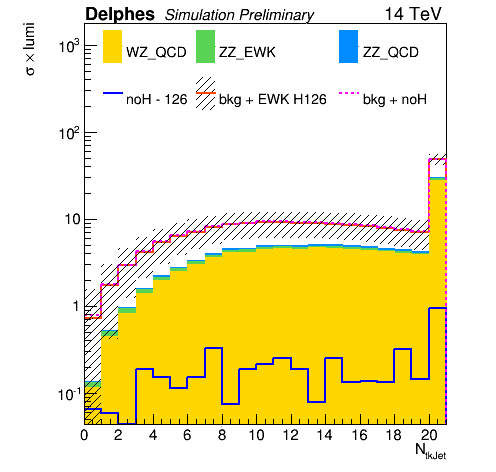 Delphes Simulation Preliminary 14 TeV
σ × lumi
WZ_QCD ZZ_EWK ZZ_QCD
noH - 126 bkg + EWK H126 bkg + noH
10³
10²
10
1
10⁻¹
0 2 4 6 8 10 12 14 16 18 20
N_tkJet